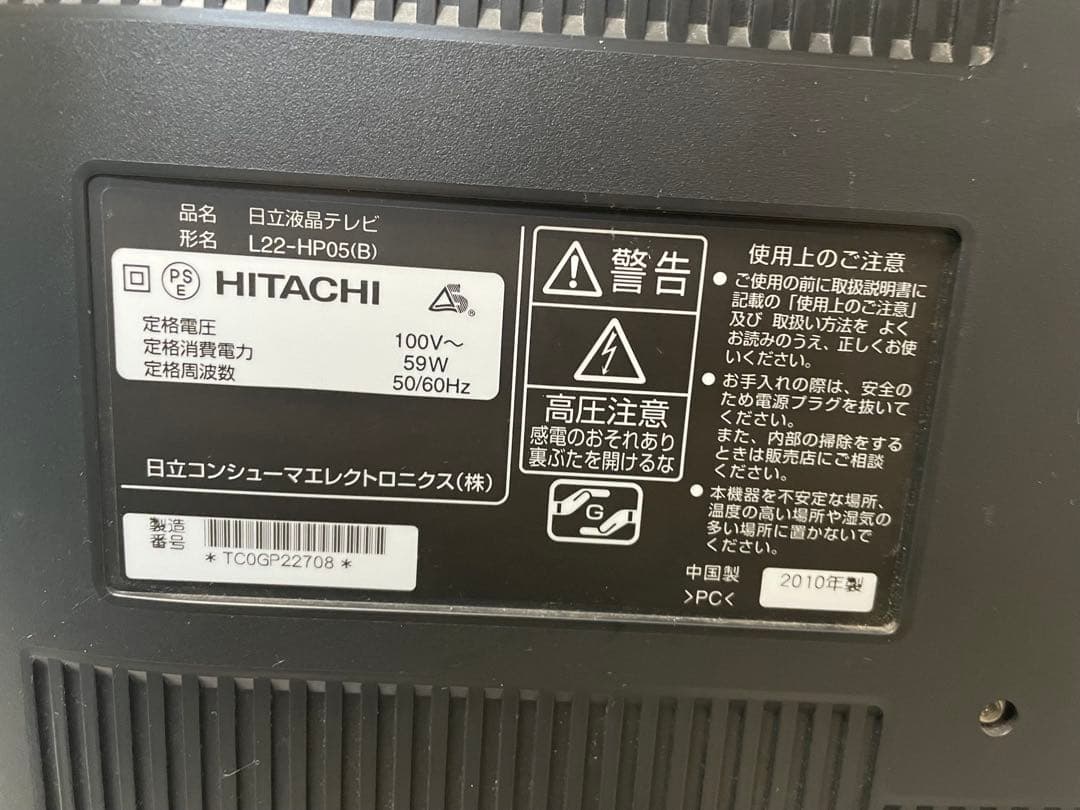 品名 日立液晶テレビ
形名 L22-HP05(B)
PS
E
HITACHI
S
®
定格電圧 100V～
定格消費電力 59W
定格周波数 50/60Hz
日立コンシューマエレクトロニクス(株)
製造
番号
* TC0GP22708 *
警告
高圧注意
感電のおそれあり
裏ぶたを開けるな
G
使用上のご注意
● ご使用の前に取扱説明書に
記載の「使用上のご注意」
及び 取扱い方法を よく
お読みのうえ、正しくお使
いください。
● お手入れの際は、安全の
ため電源プラグを抜いて
ください。
また、内部の掃除をする
ときは販売店にご相談
ください。
● 本機器を不安定な場所、
温度の高い場所や湿気の
多い場所に置かないで
ください。
中国製
>PC<
2010年製